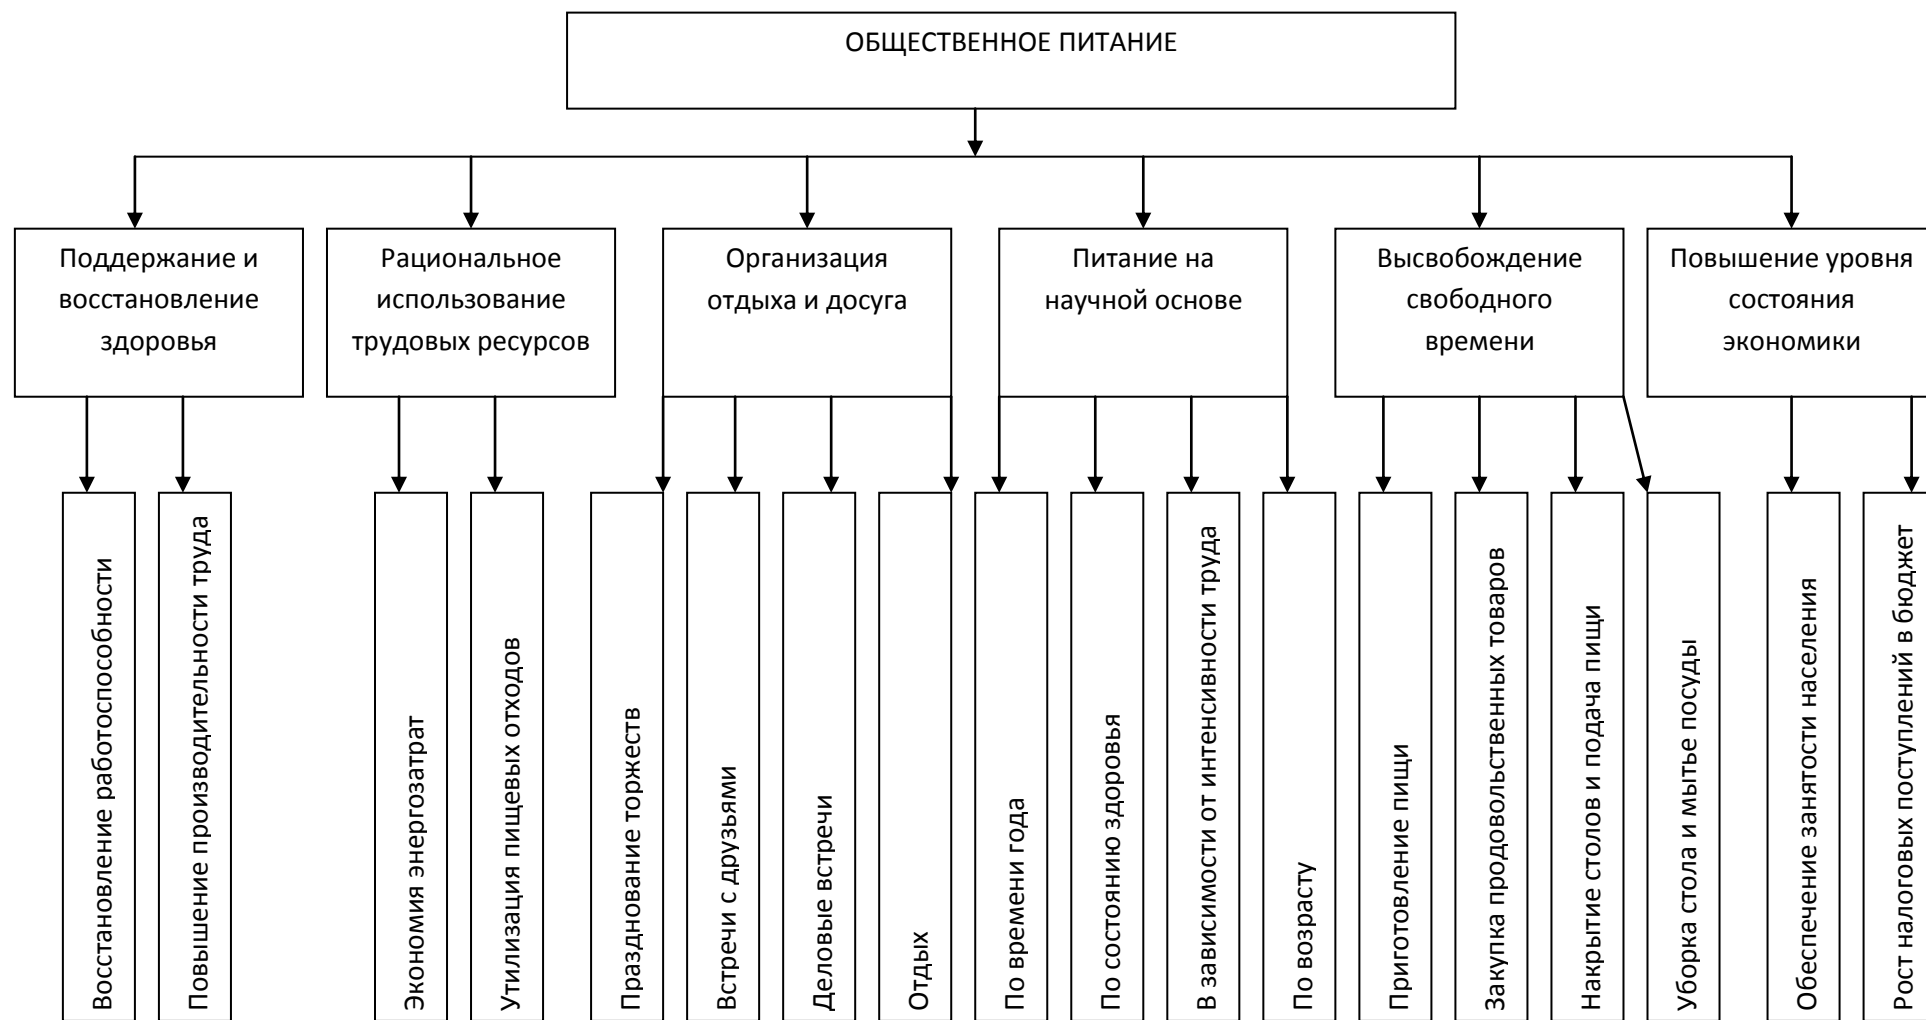 ОБЩЕСТВЕННОЕ ПИТАНИЕ
Поддержание и
восстановление
здоровья
Рациональное
использование
трудовых ресурсов
Организация
отдыха и досуга
Питание на
научной основе
Высвобождение
свободного
времени
Повышение уровня
состояния
экономики
Восстановление работоспособности
Повышение производительности труда
Экономия энергозатрат
Утилизация пищевых отходов
Празднование торжеств
Встречи с друзьями
Деловые встречи
Отдых
По времени года
По состоянию здоровья
В зависимости от интенсивности труда
По возрасту
Приготовление пищи
Закупка продовольственных товаров
Накрытие столов и подача пищи
Уборка стола и мытье посуды
Обеспечение занятости населения
Рост налоговых поступлений в бюджет